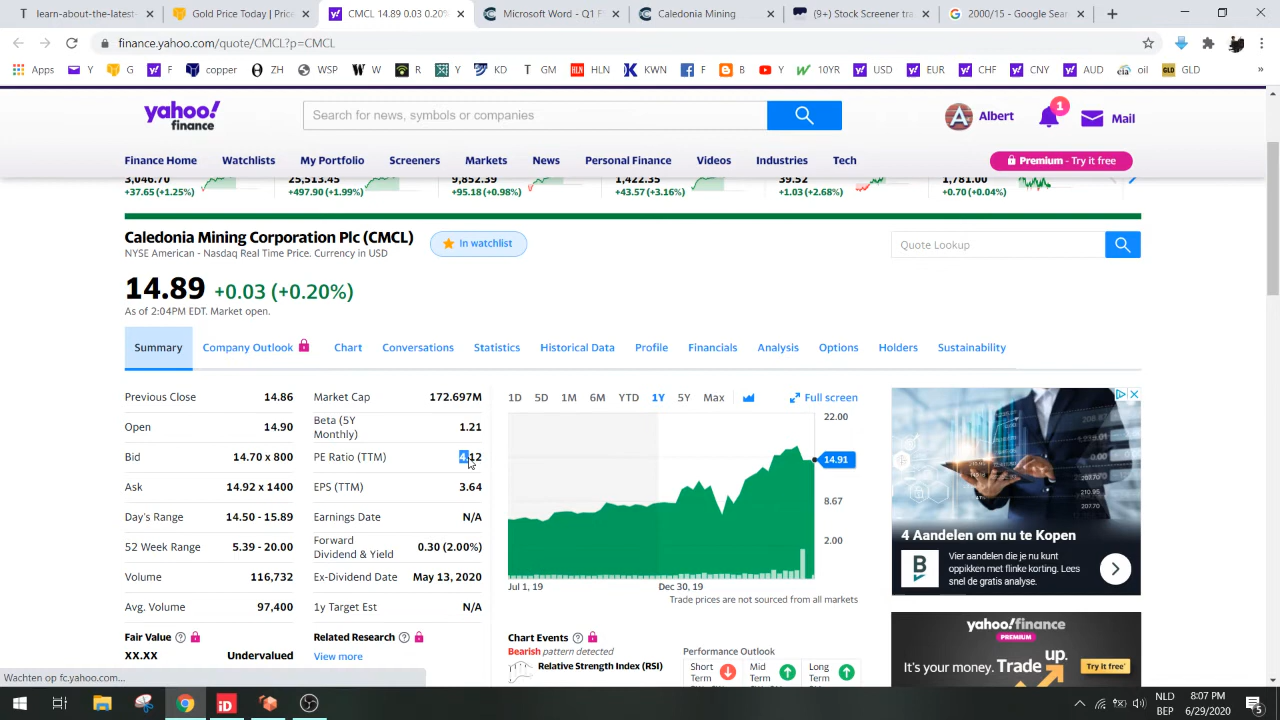 learn-about-the-latest-
Gold Price Today | P
CMCL 14.89 0.03 0.20%
Microsoft Word - Q1 F
Caledonia Mining
(9+) Stock Screener tra
2000/15 - Google Sear
finance.yahoo.com/quote/CMCL?p=CMCL
Apps Y G F copper ZH WSP W R Y KD GM HLN KWN F B Y 10YR USD EUR CHF CNY AUD oil GLD »
yahoo!
finance
Search for news, symbols or companies
1
Albert
Mail
Finance Home Watchlists My Portfolio Screeners Markets News Personal Finance Videos Industries Tech
Premium - Try it free
3,046.70 25,513.45 9,852.39 1,422.35 39.52 1,781.00
+37.65 (+1.25%) +497.90 (+1.99%) +95.18 (+0.98%) +43.57 (+3.16%) +1.03 (+2.68%) +0.70 (+0.04%)
Caledonia Mining Corporation Plc (CMCL)
In watchlist
NYSE American - Nasdaq Real Time Price. Currency in USD
Quote Lookup
14.89 +0.03 (+0.20%)
As of 2:04PM EDT. Market open.
Summary Company Outlook Chart Conversations Statistics Historical Data Profile Financials Analysis Options Holders Sustainability
Previous Close 14.86
Open 14.90
Bid 14.70 x 800
Ask 14.92 x 1400
Day's Range 14.50 - 15.89
52 Week Range 5.39 - 20.00
Volume 116,732
Avg. Volume 97,400
Fair Value
XX.XX Undervalued
Market Cap 172.697M
Beta (5Y
Monthly) 1.21
PE Ratio (TTM) 4.12
EPS (TTM) 3.64
Earnings Date N/A
Forward
Dividend & Yield 0.30 (2.00%)
Ex-Dividend Date May 13, 2020
1y Target Est N/A
Related Research
View more
1D 5D 1M 6M YTD 1Y 5Y Max
Full screen
22.00
14.91
8.67
2.00
Jul 1, 19 Dec 30, 19
Trade prices are not sourced from all markets
Chart Events
Bearish pattern detected
Relative Strength Index (RSI)
Performance Outlook
Short
Term
Mid
Term
Long
Term
4 Aandelen om nu te Kopen
B
Vier aandelen die je nu kunt
oppikken met flinke korting. Lees
snel de gratis analyse.
yahoo!finance
PREMIUM
It's your money. Trade up.
Try it free*
Wachten op fc.yahoo.com...
NLD
BEP
8:07 PM
6/29/2020
5